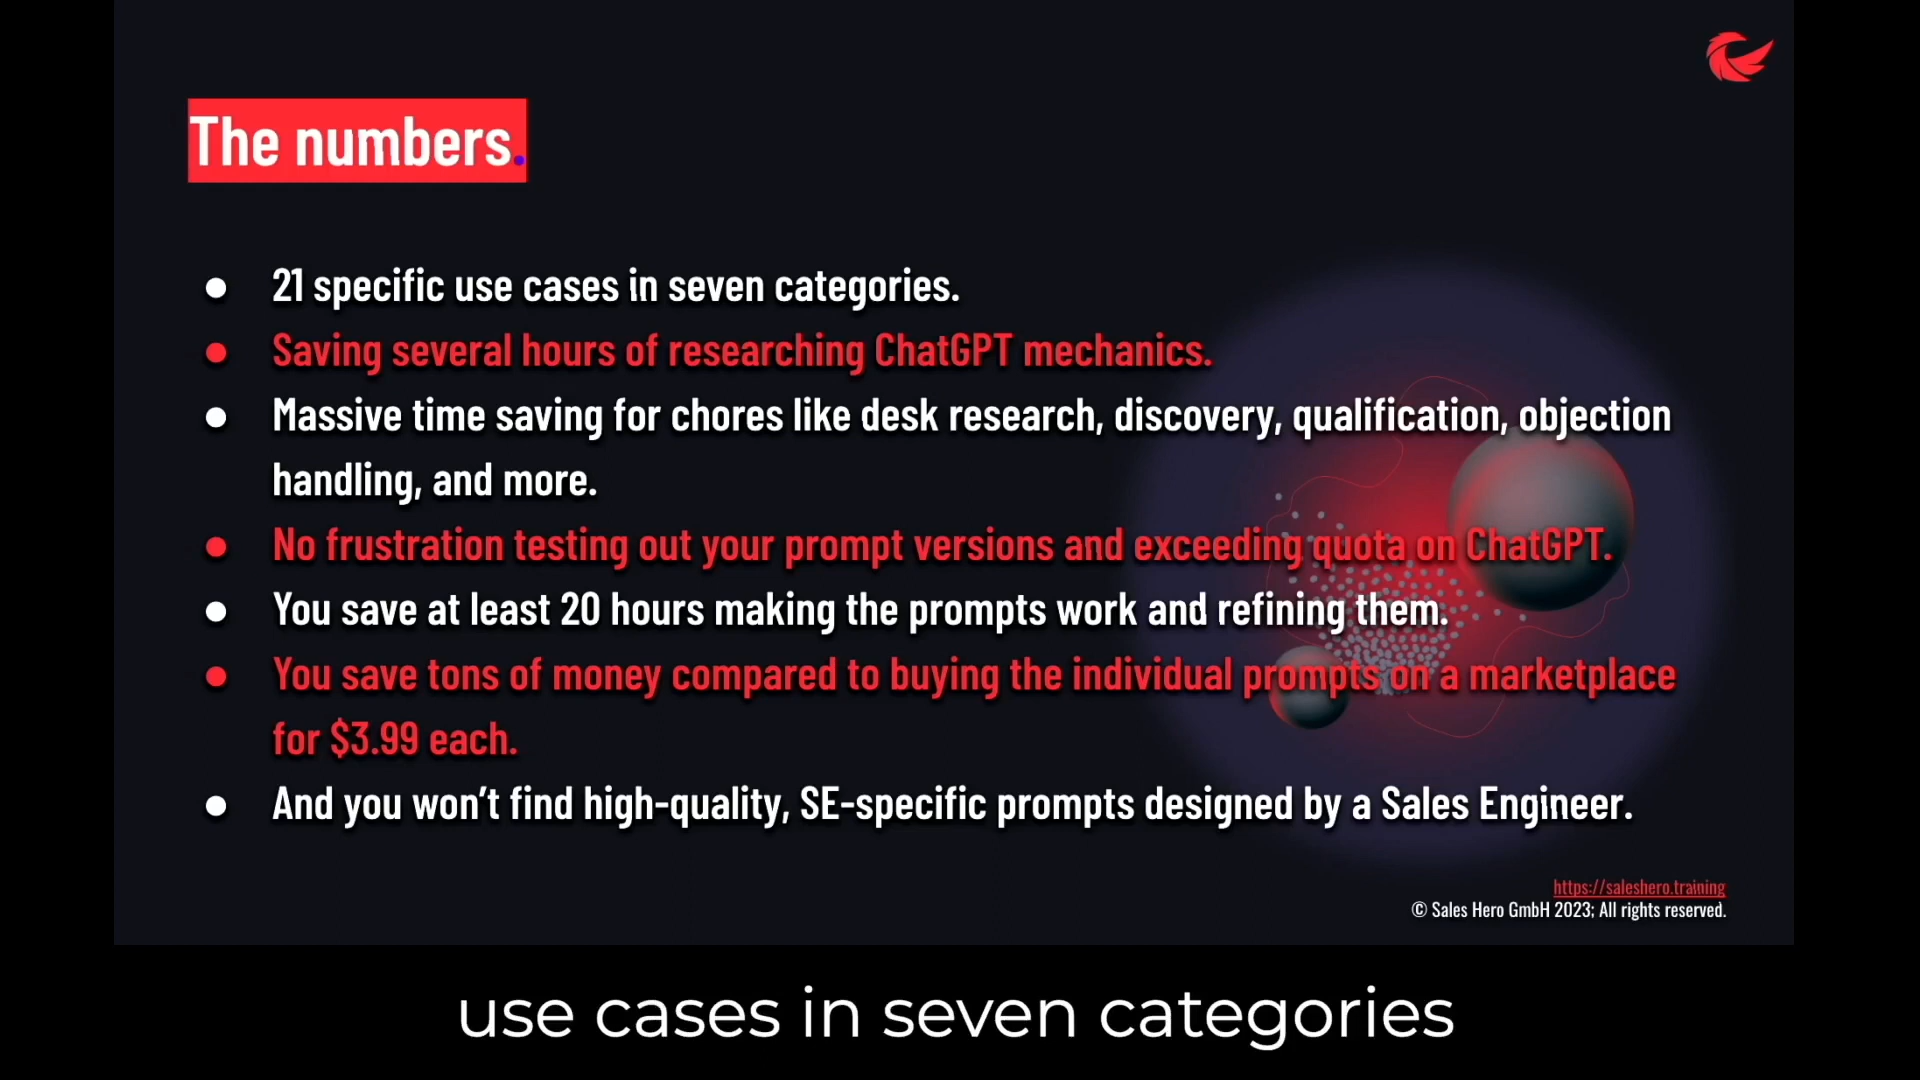 The numbers.
● 21 specific use cases in seven categories.
● Saving several hours of researching ChatGPT mechanics.
● Massive time saving for chores like desk research, discovery, qualification, objection
handling, and more.
● No frustration testing out your prompt versions and exceeding quota on ChatGPT.
● You save at least 20 hours making the prompts work and refining them.
● You save tons of money compared to buying the individual prompts on a marketplace
for $3.99 each.
● And you won’t find high-quality, SE-specific prompts designed by a Sales Engineer.
https://saleshero.training
© Sales Hero GmbH 2023; All rights reserved.
use cases in seven categories